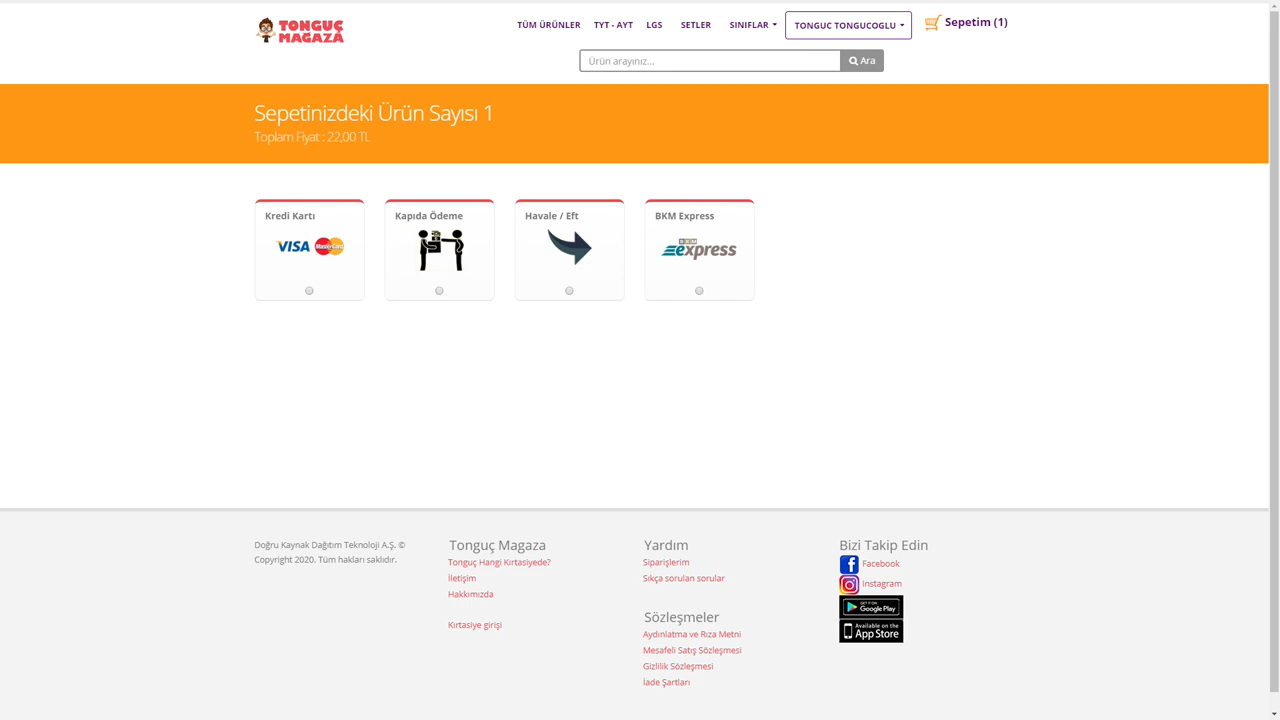 TONGUÇ
MAĞAZA
TÜM ÜRÜNLER
TYT - AYT
LGS
SETLER
SINIFLAR
TONGUC TONGUCOGLU
Sepetim (1)
Ürün arayınız...
Ara
Sepetinizdeki Ürün Sayısı 1
Toplam Fiyat : 22,00 TL
Kredi Kartı
VISA MasterCard
Kapıda Ödeme
Havale / Eft
BKM Express
BKM
express
Doğru Kaynak Dağıtım Teknoloji A.Ş. ©
Copyright 2020. Tüm hakları saklıdır.
Tonguç Magaza
Tonguç Hangi Kırtasiyede?
İletişim
Hakkımızda
Kırtasiye girişi
Yardım
Siparişlerim
Sıkça sorulan sorular
Sözleşmeler
Aydınlatma ve Rıza Metni
Mesafeli Satış Sözleşmesi
Gizlilik Sözleşmesi
İade Şartları
Bizi Takip Edin
Facebook
Instagram
GET IT ON
Google Play
Available on the
App Store